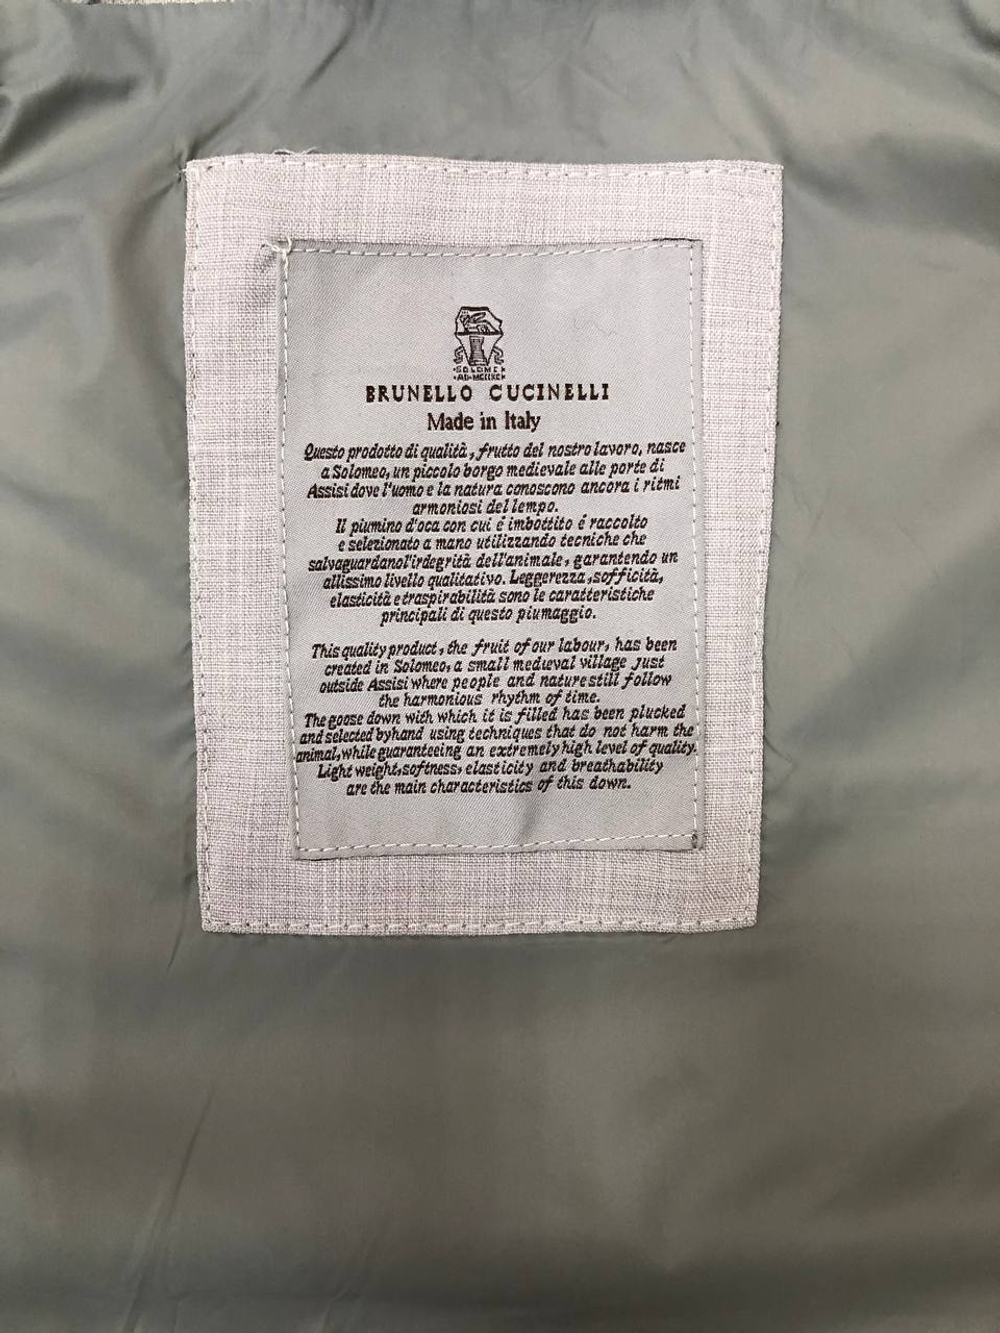 SOLOMEI
BRUNELLO CUCINELLI
Made in Italy
Questo prodotto di qualità, frutto del nostro lavoro, nasce
a Solomeo, un piccolo borgo medievale alle porte di
Assisi dove l'uomo e la natura conoscono ancora i ritmi
armoniosi del lempo.
Il piumino d'oca con cui é imbottito é raccolto
e selezionato a mano utilizzando tecniche che
salvaguardanol'irdegrità dell'animale, garantendo un
allissimo livello qualitativo. Leggerezza, sofficità,
elasticità e traspirabilità sono le caratteristiche
principali di questo piumaggio.
This quality product, the fruit of our labour, has been
created in Solomeo, a small medieval village just
outside Assisi where people and nature still follow
the harmonious rhythm of time.
The goose down with which it is filled has been plucked
and selected byhand using techniques that do not harm the
animal, while guaranteeing an extremely high level of quality.
Light weight, softness, elasticity and breathability
are the main characteristics of this down.